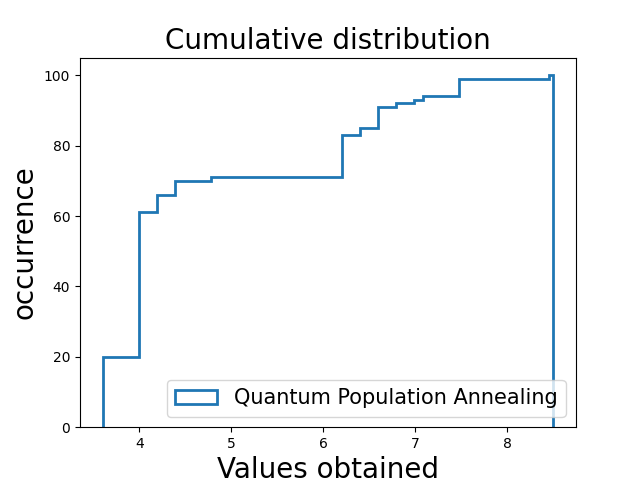 Cumulative distribution
100
80
60
40
20
0
occurrence
Quantum Population Annealing
4 5 6 7 8
Values obtained